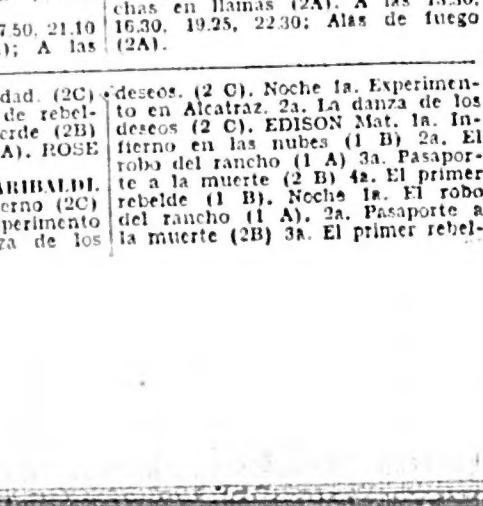 7.50, 21.10
); A las
chas en llamas (2A). A las 13.30,
16.30, 19.25, 22.30; Alas de fuego
(2A).
dad. (2C)
de rebel-
erde (2B)
A). ROSE
ARIBALDI.
erno (2C)
perimento
za de los
deseos. (2 C). Noche 1a. Experimen-
to en Alcatraz. 2a. La danza de los
deseos (2 C). EDISON Mat. 1a. In-
fierno en las nubes (1 B) 2a. El
robo del rancho (1 A) 3a. Pasapor-
te a la muerte (2 B) 4a. El primer
rebelde (1 B). Noche 1a. El robo
del rancho (1 A). 2a. Pasaporte a
la muerte (2B) 3a. El primer rebel-